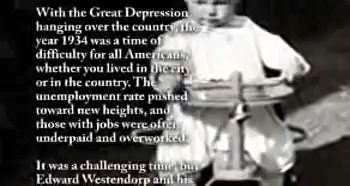 With the Great Depression
hanging over the country, the
year 1934 was a time of
difficulty for all Americans,
whether you lived in the city
or in the country. The
unemployment rate pushed
toward new heights, and
those with jobs were often
underpaid and overworked.
It was a challenging time, but
Edward Westendorp and his